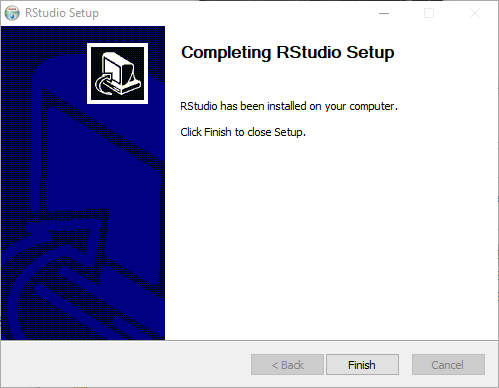 RStudio Setup
Completing RStudio Setup
RStudio has been installed on your computer.
Click Finish to close Setup.
< Back
Finish
Cancel